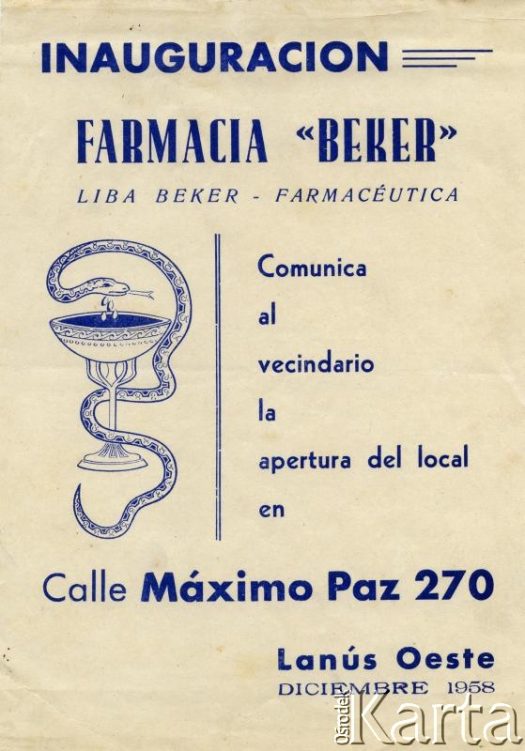 INAUGURACION
FARMACIA «BEKER»
LIBA BEKER - FARMACÉUTICA
Comunica
al
vecindario
la
apertura del local
en
Calle Máximo Paz 270
Lanús Oeste
DICIEMBRE 1958
Ośrodek
Karta